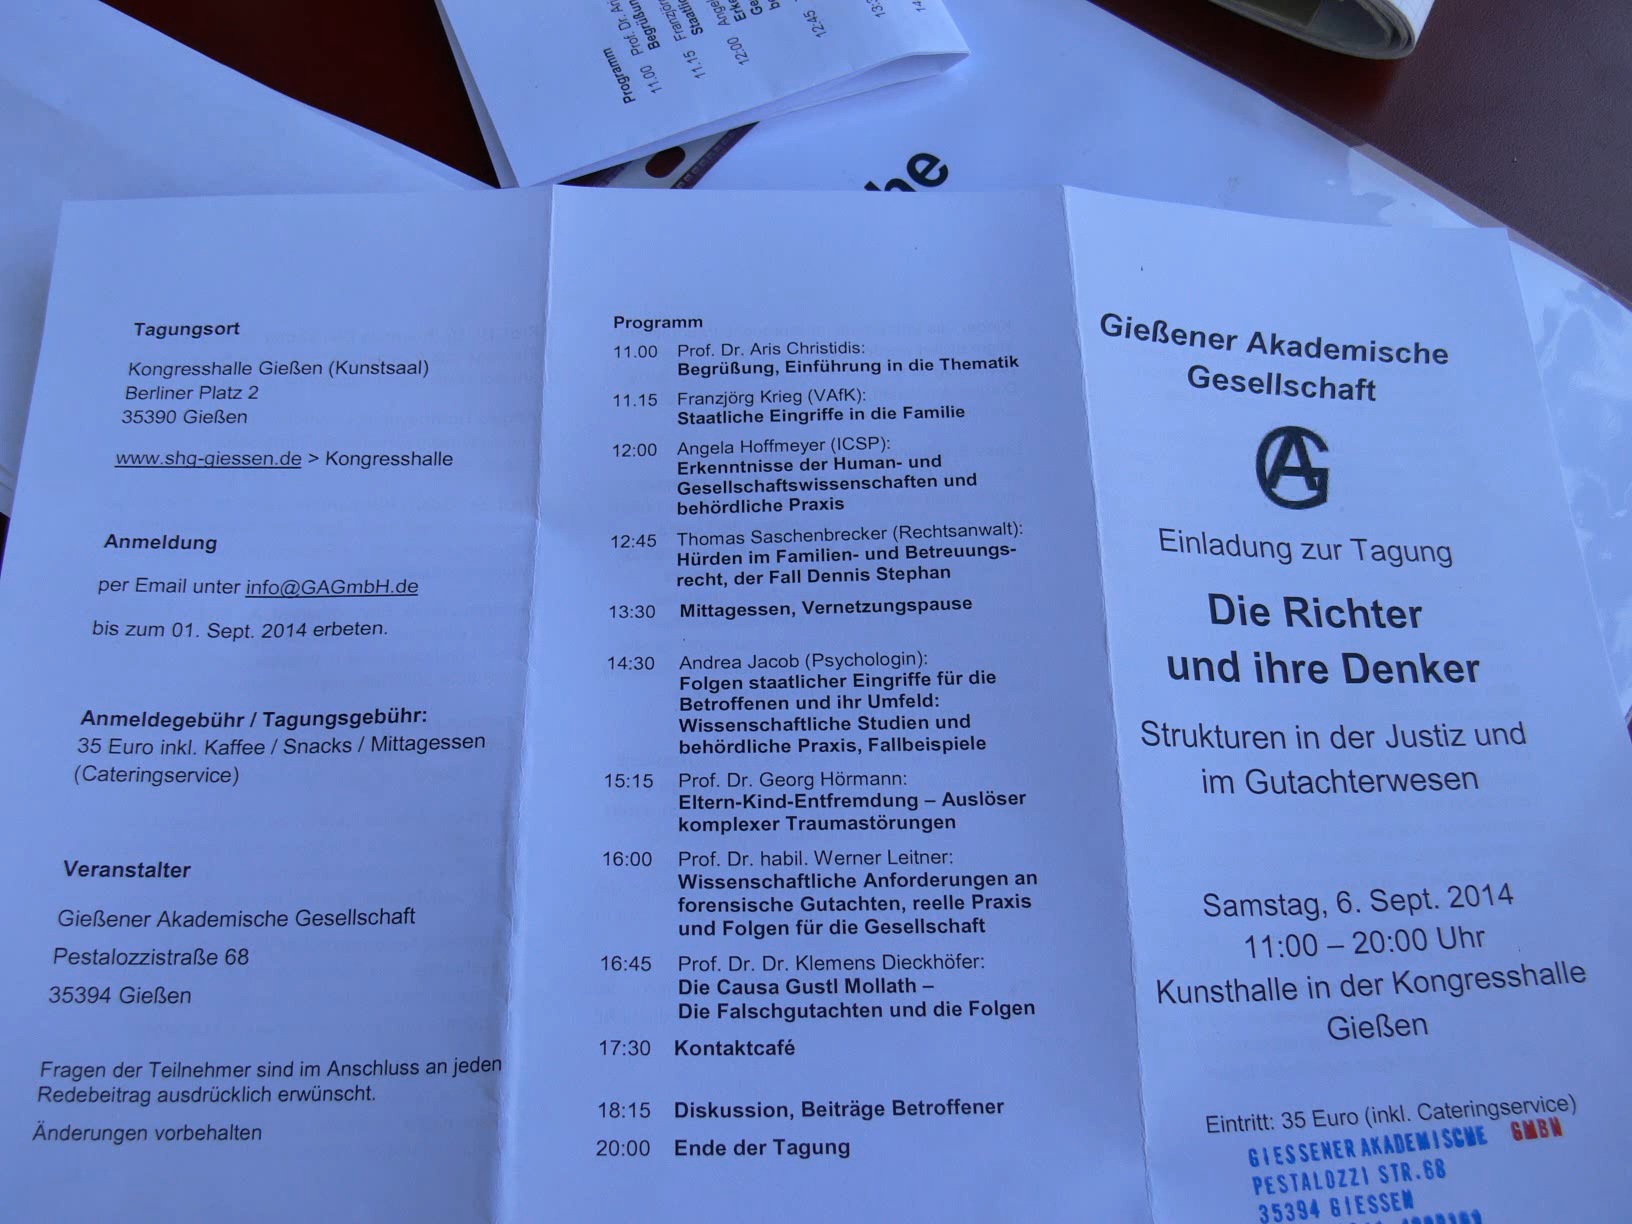 Programm
11.00 Prof. Dr.
11.15
12:00
12:45
he
Tagungsort
Kongresshalle Gießen (Kunstsaal)
Berliner Platz 2
35390 Gießen
www.shg-giessen.de > Kongresshalle
Anmeldung
per Email unter info@GAGmbH.de
bis zum 01. Sept. 2014 erbeten.
Anmeldegebühr / Tagungsgebühr:
35 Euro inkl. Kaffee / Snacks / Mittagessen
(Cateringservice)
Veranstalter
Gießener Akademische Gesellschaft
Pestalozzistraße 68
35394 Gießen
Fragen der Teilnehmer sind im Anschluss an jeden
Redebeitrag ausdrücklich erwünscht.
Änderungen vorbehalten
Programm
11.00 Prof. Dr. Aris Christidis:
Begrüßung, Einführung in die Thematik
11.15 Franzjörg Krieg (VAfK):
Staatliche Eingriffe in die Familie
12:00 Angela Hoffmeyer (ICSP):
Erkenntnisse der Human- und
Gesellschaftswissenschaften und
behördliche Praxis
12:45 Thomas Saschenbrecker (Rechtsanwalt):
Hürden im Familien- und Betreuungs-
recht, der Fall Dennis Stephan
13:30 Mittagessen, Vernetzungspause
14:30 Andrea Jacob (Psychologin):
Folgen staatlicher Eingriffe für die
Betroffenen und ihr Umfeld:
Wissenschaftliche Studien und
behördliche Praxis, Fallbeispiele
15:15 Prof. Dr. Georg Hörmann:
Eltern-Kind-Entfremdung – Auslöser
komplexer Traumastörungen
16:00 Prof. Dr. habil. Werner Leitner:
Wissenschaftliche Anforderungen an
forensische Gutachten, reelle Praxis
und Folgen für die Gesellschaft
16:45 Prof. Dr. Dr. Klemens Dieckhöfer:
Die Causa Gustl Mollath –
Die Falschgutachten und die Folgen
17:30 Kontaktcafé
18:15 Diskussion, Beiträge Betroffener
20:00 Ende der Tagung
Gießener Akademische
Gesellschaft
AG
Einladung zur Tagung
Die Richter
und ihre Denker
Strukturen in der Justiz und
im Gutachterwesen
Samstag, 6. Sept. 2014
11:00 – 20:00 Uhr
Kunsthalle in der Kongresshalle
Gießen
Eintritt: 35 Euro (inkl. Cateringservice)
GIESSENER AKADEMISCHE GMBH
PESTALOZZI STR.68
35394 GIESSEN